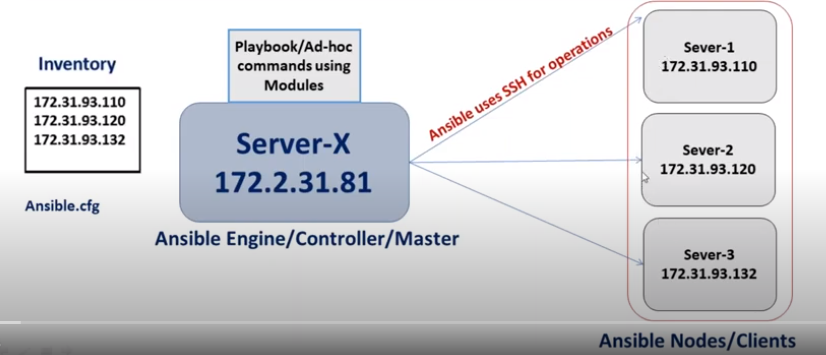 Inventory
172.31.93.110
172.31.93.120
172.31.93.132
Ansible.cfg
Playbook/Ad-hoc
commands using
Modules
Server-X
172.2.31.81
Ansible Engine/Controller/Master
Ansible uses SSH for operations
Sever-1
172.31.93.110
Sever-2
172.31.93.120
Sever-3
172.31.93.132
Ansible Nodes/Clients